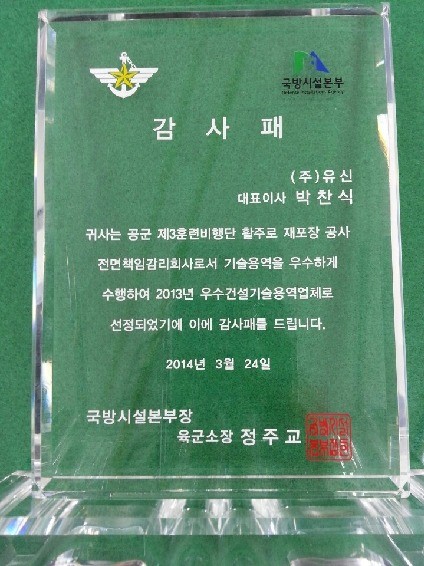 국방시설본부
감 사 패
(주)유신
대표이사 박찬식
귀사는 공군 제3훈련비행단 활주로 재포장 공사
전면책임감리회사로서 기술용역을 우수하게
수행하여 2013년 우수건설기술용역업체로
선정되었기에 이에 감사패를 드립니다.
2014년 3월 24일
국방시설본부장
육군소장 정주교